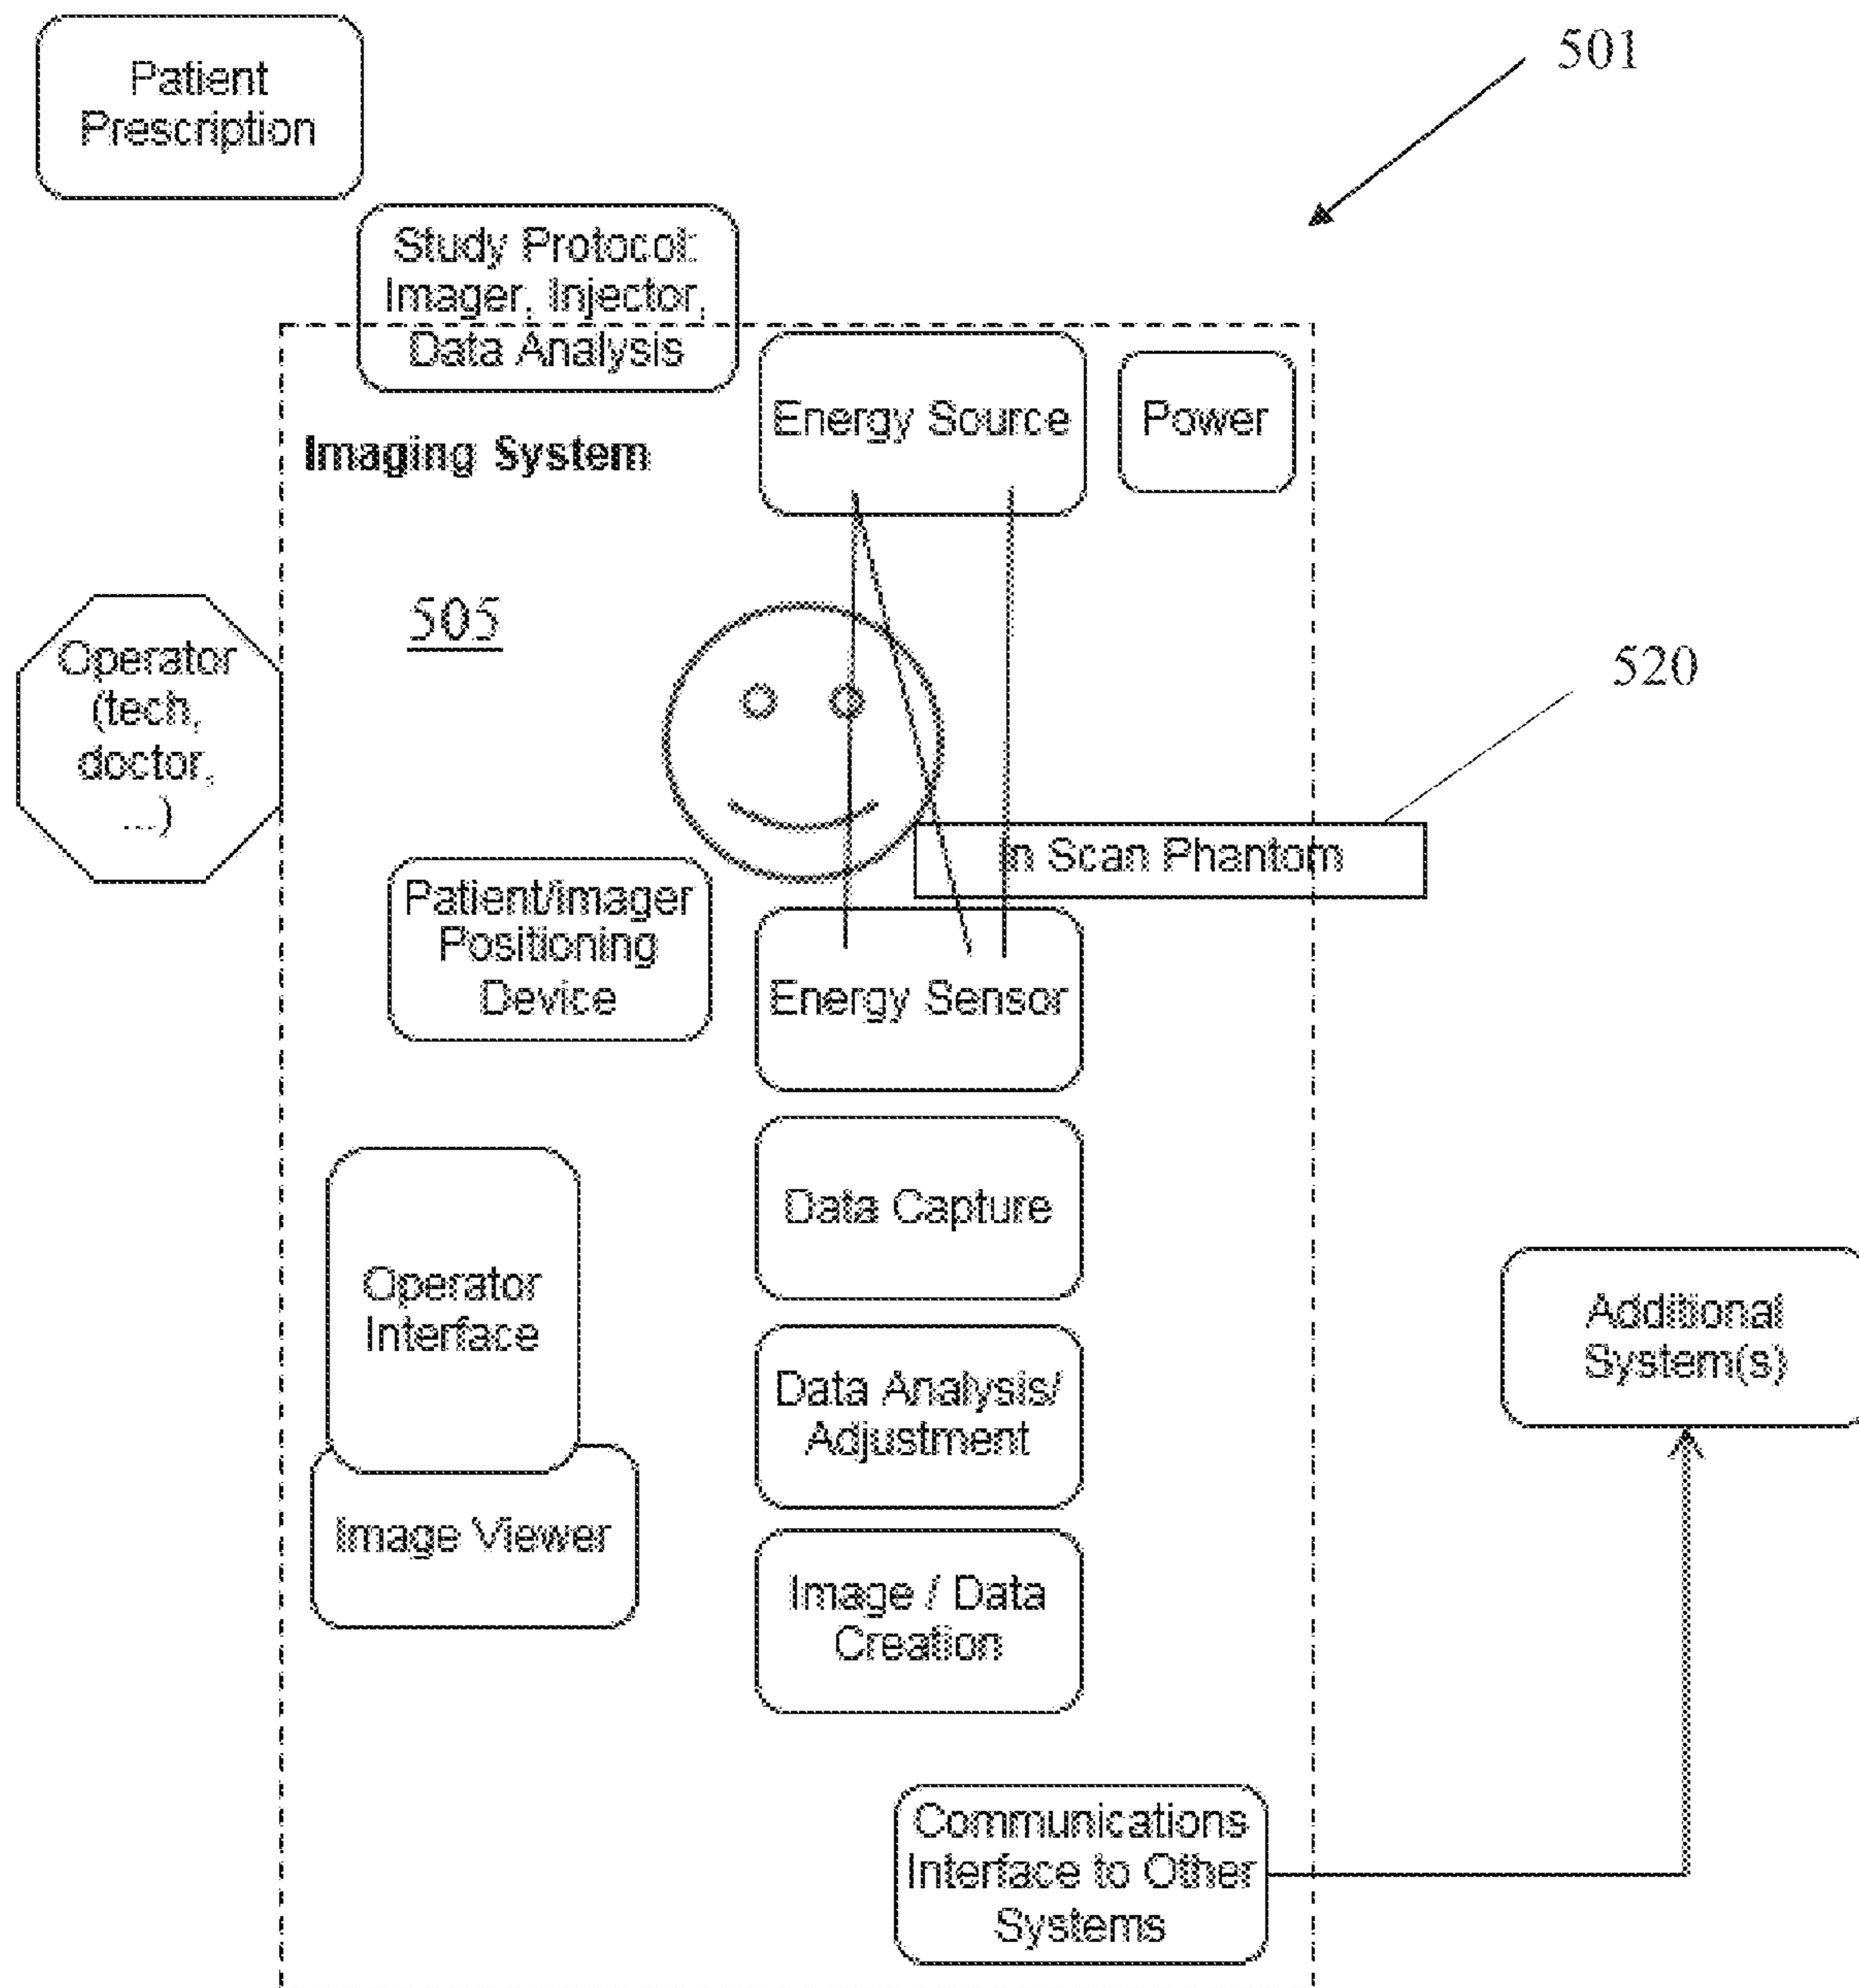 Patient
Prescription
501
Study Protocol:
Imager, Injector,
Data Analysis
Energy Source
Power
Imaging System
505
Operator
(tech,
doctor,
...)
520
In Scan Phantom
Patient/imager
Positioning
Device
Energy Sensor
Data Capture
Operator
Interface
Additional
System(s)
Data Analysis/
Adjustment
Image Viewer
Image / Data
Creation
Communications
Interface to Other
Systems